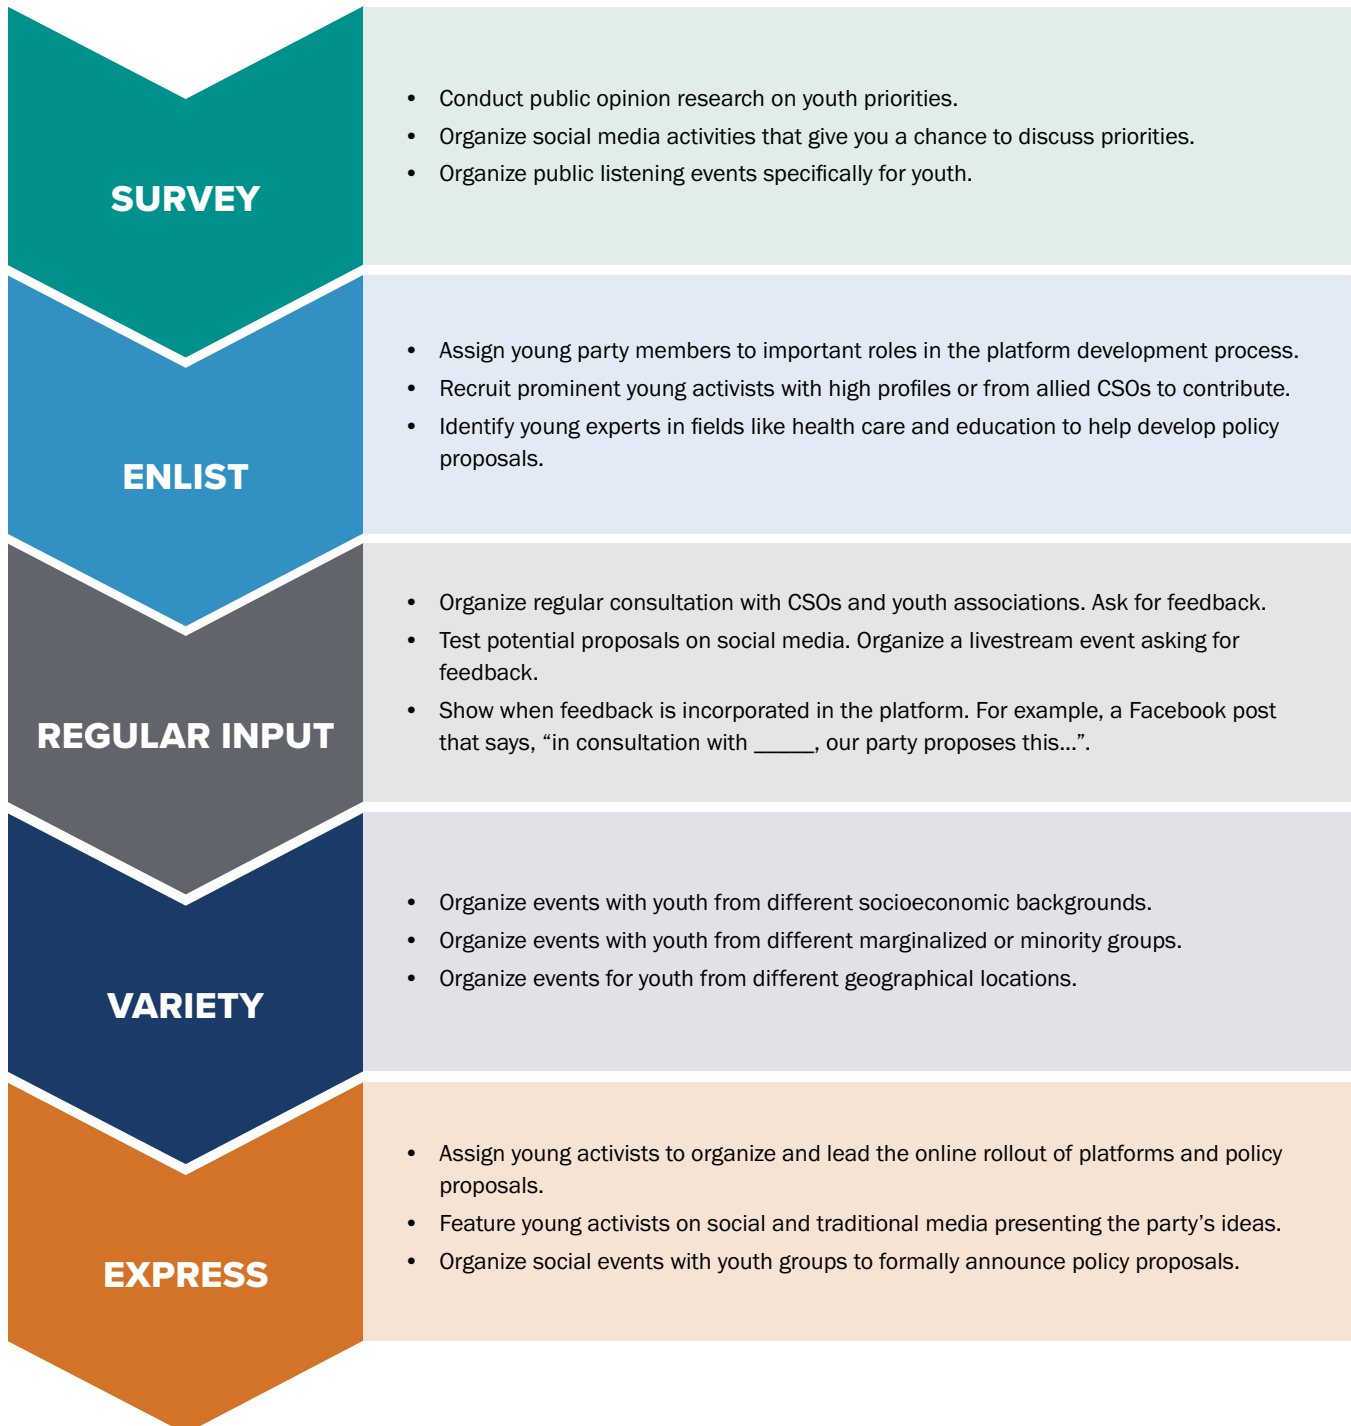 SURVEY
• Conduct public opinion research on youth priorities.
• Organize social media activities that give you a chance to discuss priorities.
• Organize public listening events specifically for youth.
ENLIST
• Assign young party members to important roles in the platform development process.
• Recruit prominent young activists with high profiles or from allied CSOs to contribute.
• Identify young experts in fields like health care and education to help develop policy
proposals.
REGULAR INPUT
• Organize regular consultation with CSOs and youth associations. Ask for feedback.
• Test potential proposals on social media. Organize a livestream event asking for
feedback.
• Show when feedback is incorporated in the platform. For example, a Facebook post
that says, “in consultation with _____, our party proposes this...”.
VARIETY
• Organize events with youth from different socioeconomic backgrounds.
• Organize events with youth from different marginalized or minority groups.
• Organize events for youth from different geographical locations.
EXPRESS
• Assign young activists to organize and lead the online rollout of platforms and policy
proposals.
• Feature young activists on social and traditional media presenting the party’s ideas.
• Organize social events with youth groups to formally announce policy proposals.